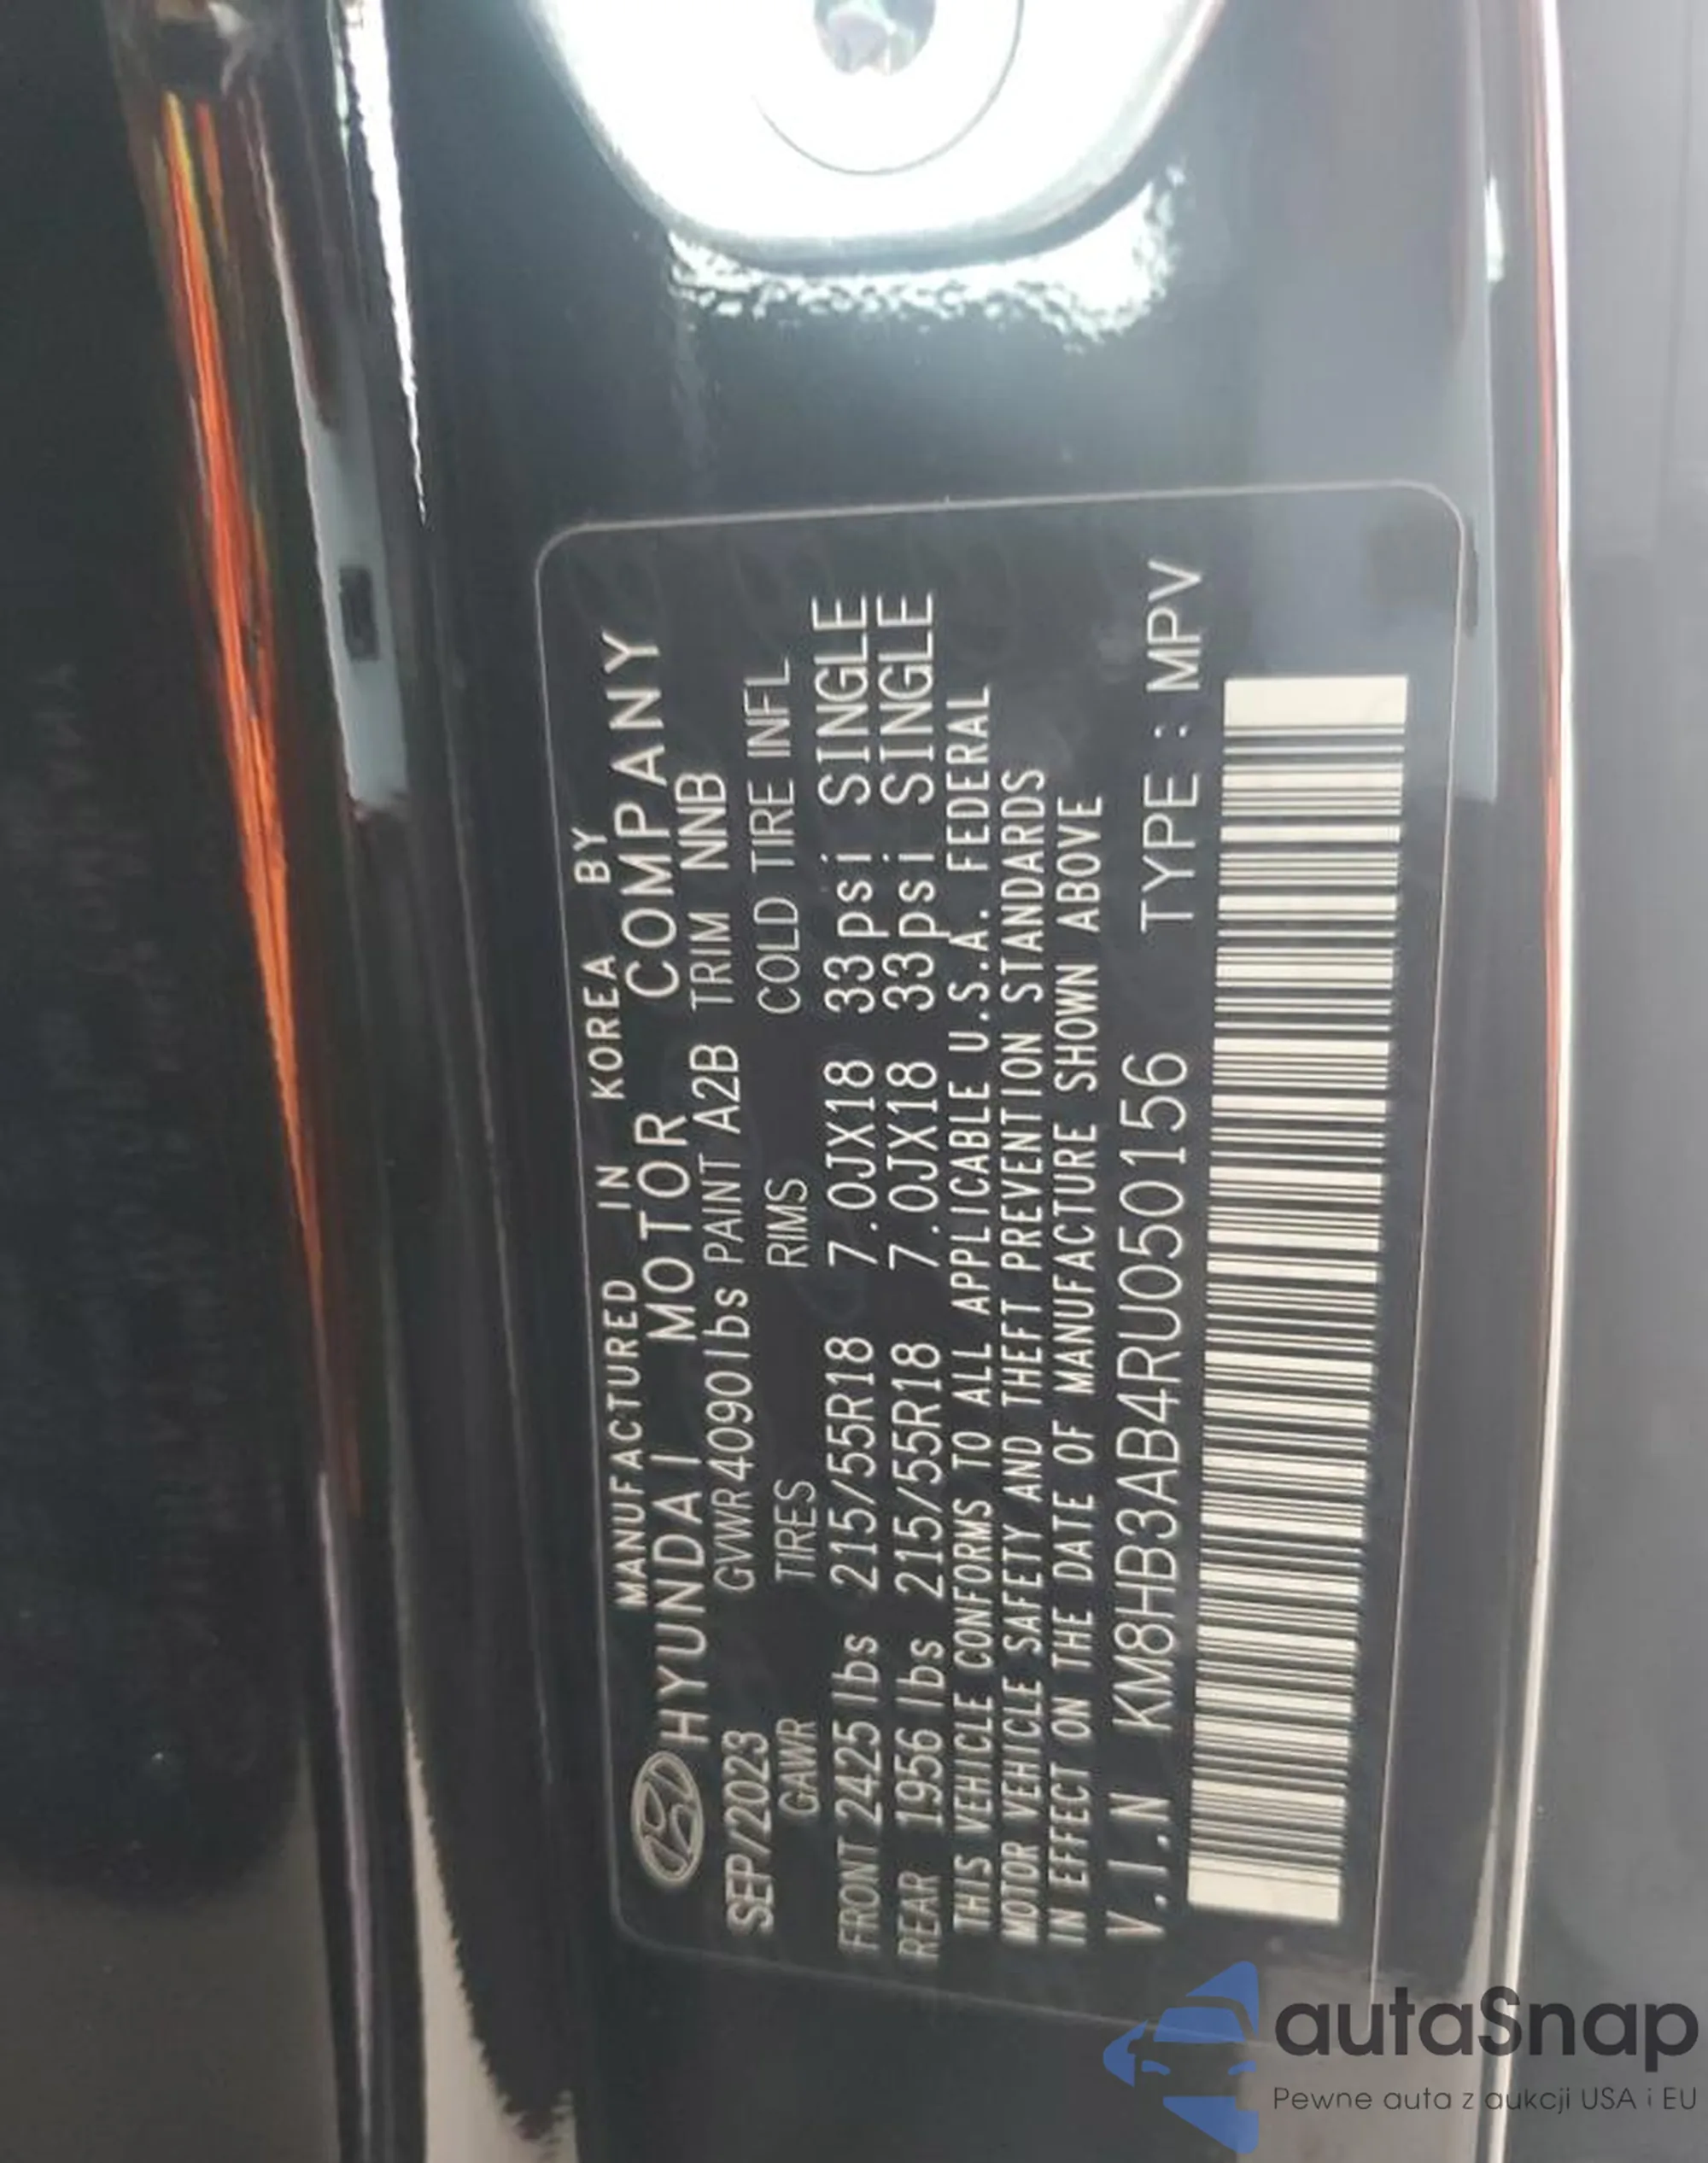 MANUFACTURED IN KOREA BY
HYUNDAI MOTOR COMPANY
SEP/2023 GVWR4090lbs PAINT A2B TRIM NNB
GAWR TIRES RIMS COLD TIRE INFL
FRONT 2425lbs 215/55R18 7.0JX18 33psi SINGLE
REAR 1956lbs 215/55R18 7.0JX18 33psi SINGLE
THIS VEHICLE CONFORMS TO ALL APPLICABLE U.S.A. FEDERAL
MOTOR VEHICLE SAFETY AND THEFT PREVENTION STANDARDS
IN EFFECT ON THE DATE OF MANUFACTURE SHOWN ABOVE
V.I.N KM8HB3AB4RU050156 TYPE : MPV
autaSnap
Pewne auta z aukcji USA i EU